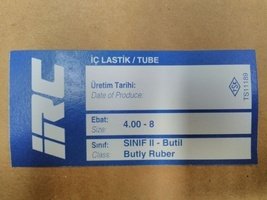 İÇ LASTİK / TUBE
IRC
Üretim Tarihi:
Date of Produce:
TSE
TS11189
Ebat: 4.00 - 8
Size:
Sınıf: SINIF II - Butil
Class: Butly Ruber